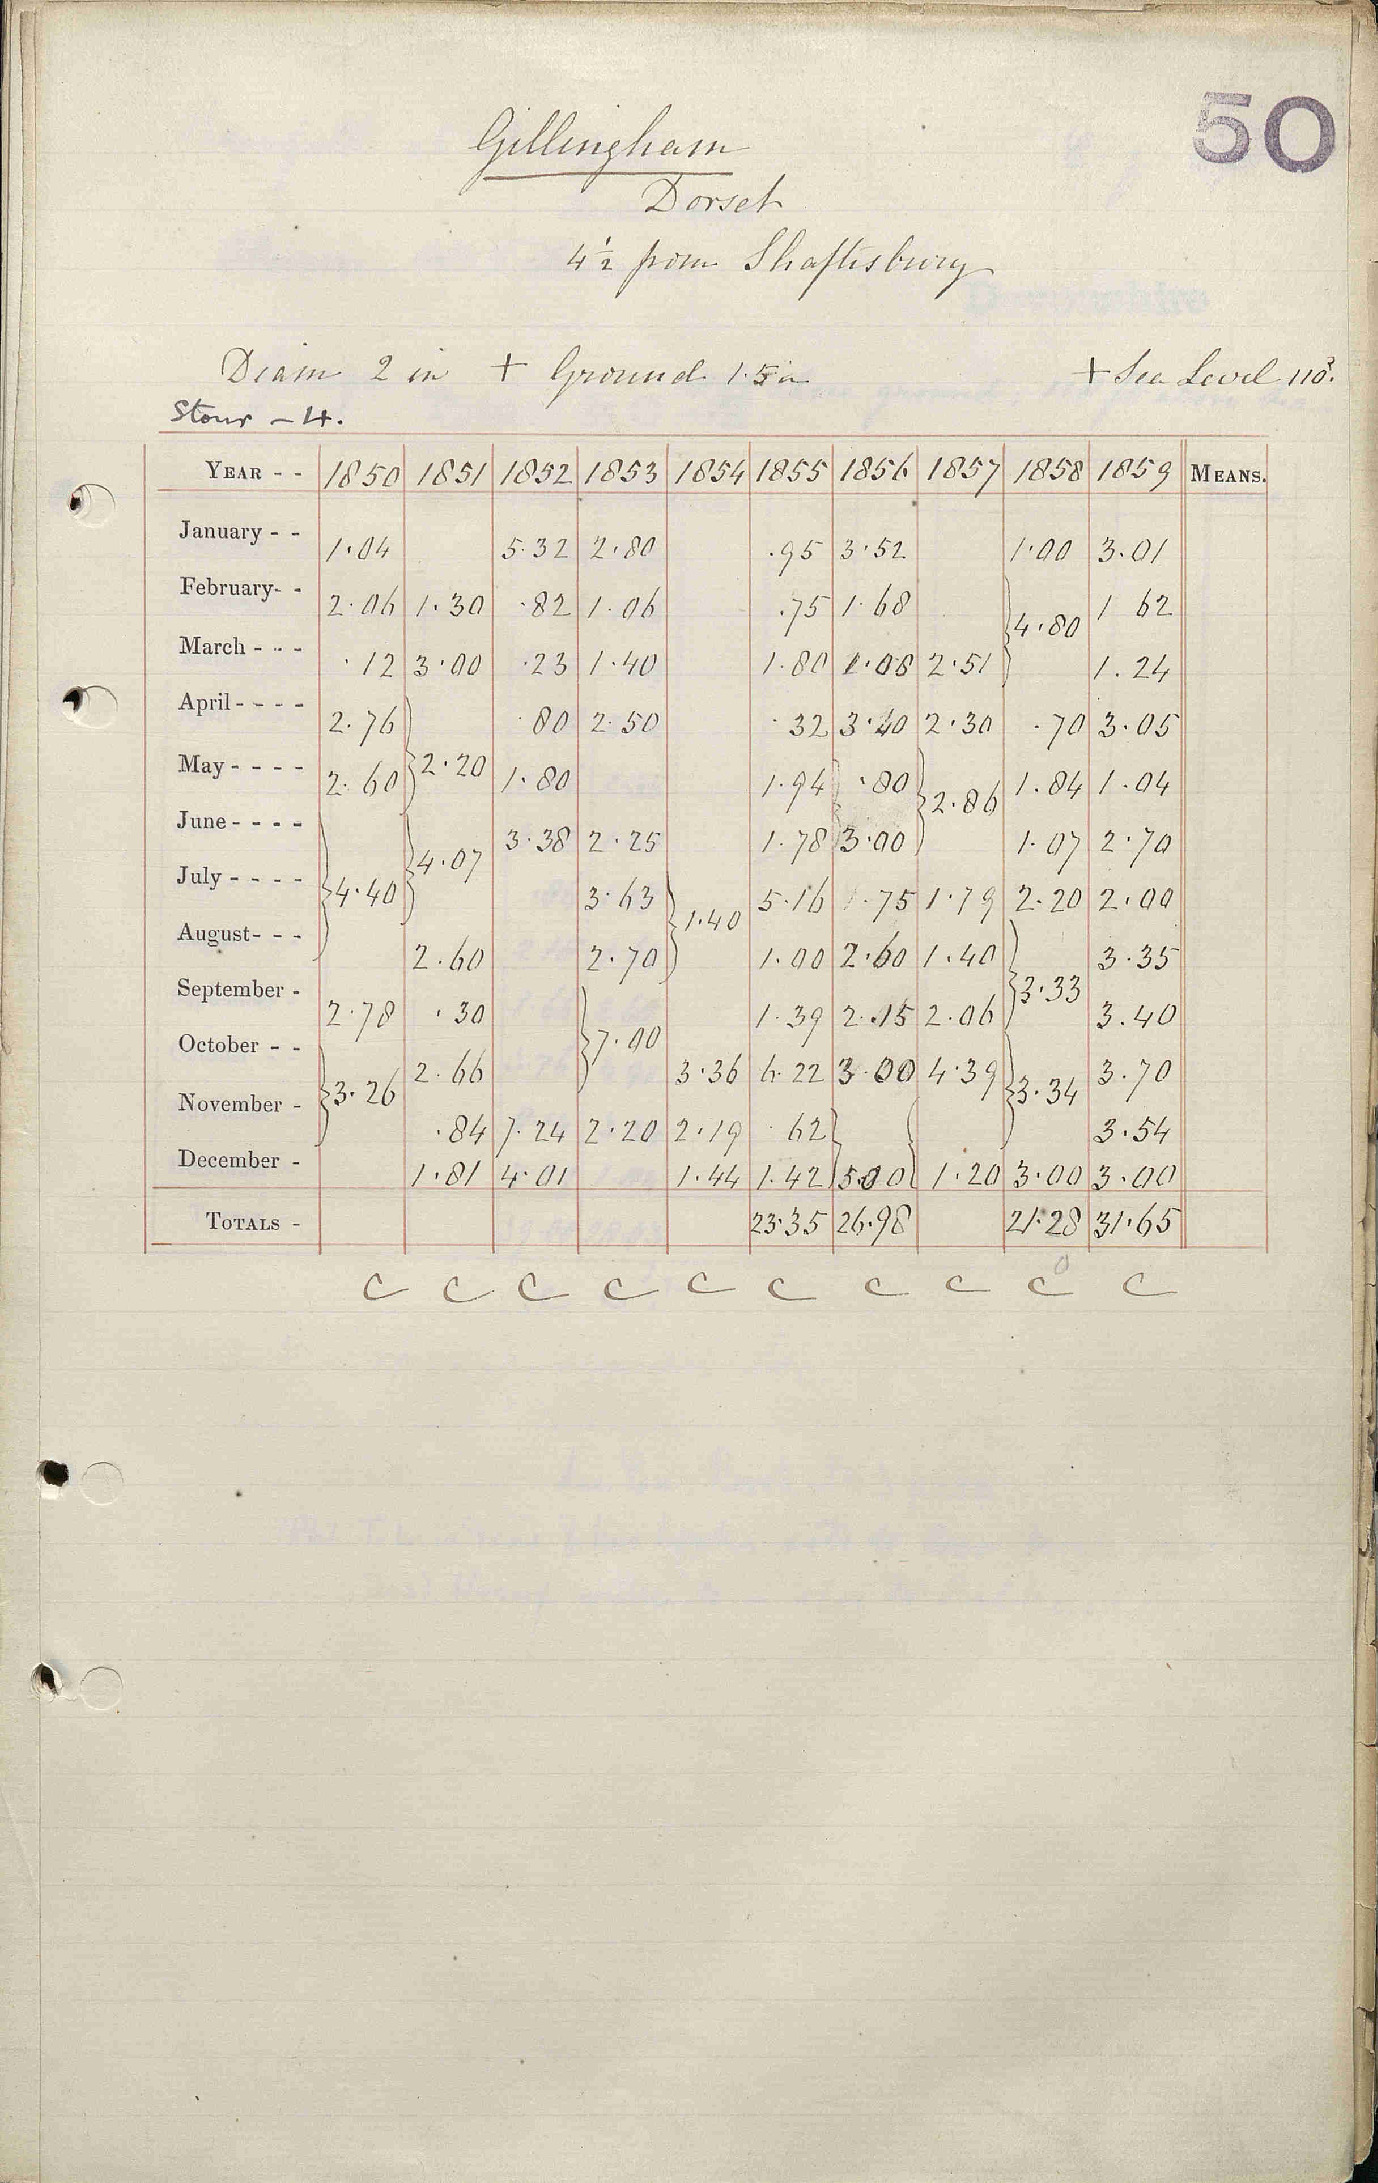 50
Gillingham
Dorset
4½ from Shaftesbury
Diam 2 in + Ground 1.5 in + Sea Level 110.
Stour - 4.
YEAR - - 1850 1851 1852 1853 1854 1855 1856 1857 1858 1859 MEANS.
January - - 1.04 5.32 2.80 .95 3.52 1.00 3.01
February- - 2.06 1.30 .82 1.06 .75 1.68 } 4.80 1 62
March - - - .12 3.00 .23 1.40 1.80 1.08 2.51 1.24
April - - - - 2.76 } 2.20 .80 2.50 .32 3.40 2.30 .70 3.05
May - - - - 2.60 1.80 1.94 .80 } 2.86 1.84 1.04
June - - - - } 4.40 } 4.07 3.38 2.25 1.78 3.00 1.07 2.70
July - - - - 3.63 } 1.40 5.16 1.75 1.79 2.20 2.00
August- - - 2.60 2.70 1.00 2.60 1.40 } 3.33 3.35
September - 2.78 .30 } 7.00 1.39 2.15 2.06 3.40
October - - } 3.26 2.66 3.36 6.22 3.00 4.39 } 3.34 3.70
November - .84 7.24 2.20 2.19 62 } 5.00 { 3.54
December - 1.81 4.01 1.44 1.42 1.20 3.00 3.00
TOTALS - 23.35 26.98 21.28 31.65
C C C C C C C C C C